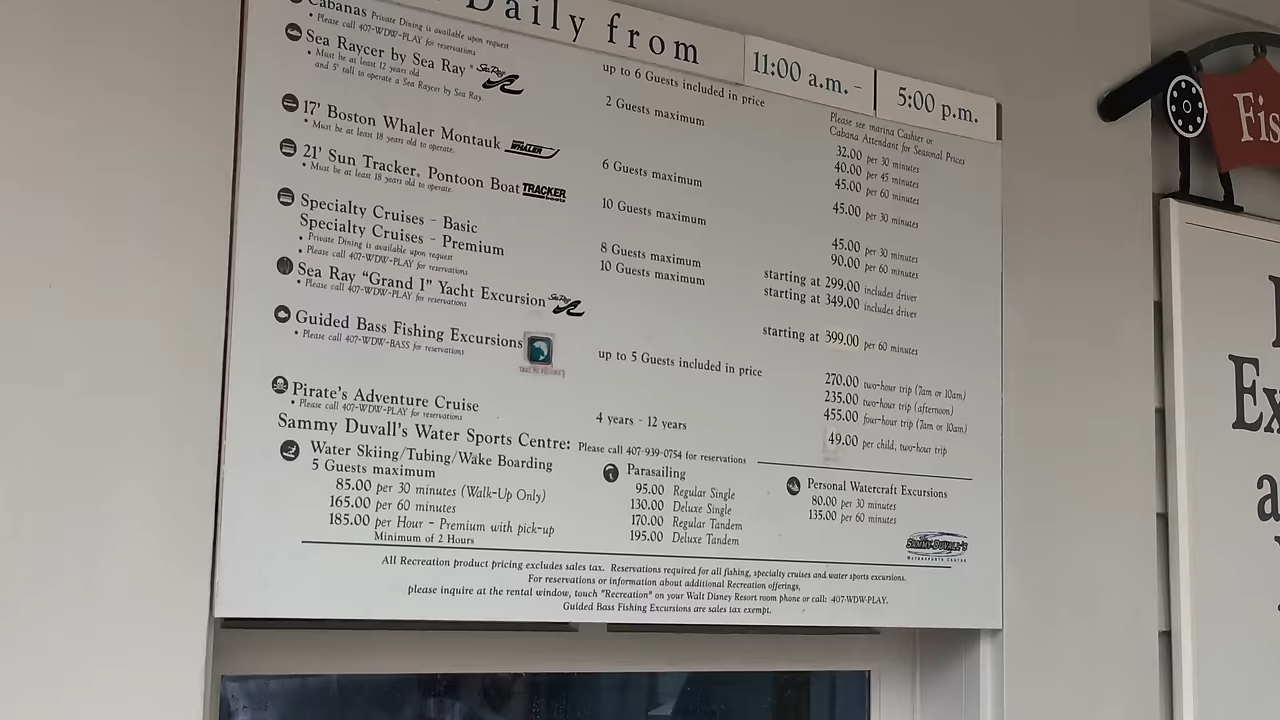 Daily from 11:00 a.m. – 5:00 p.m.
Cabanas Private Dining is available upon request
• Please call 407-WDW-PLAY for reservations
up to 6 Guests included in price
Please see marina Cashier or
Cabana Attendant for Seasonal Prices
Sea Raycer by Sea Ray Sea Ray
• Must be at least 12 years old
and 5' tall to operate a Sea Raycer by Sea Ray.
2 Guests maximum
32.00 per 30 minutes
40.00 per 45 minutes
45.00 per 60 minutes
17' Boston Whaler Montauk WHALER
• Must be at least 18 years old to operate.
6 Guests maximum
45.00 per 30 minutes
21' Sun Tracker. Pontoon Boat TRACKER boats
• Must be at least 18 years old to operate.
10 Guests maximum
45.00 per 30 minutes
90.00 per 60 minutes
Specialty Cruises - Basic
8 Guests maximum
starting at 299.00 includes driver
Specialty Cruises - Premium
10 Guests maximum
starting at 349.00 includes driver
• Private Dining is available upon request
• Please call 407-WDW-PLAY for reservations
Sea Ray "Grand I" Yacht Excursion Sea Ray
• Please call 407-WDW-PLAY for reservations
starting at 399.00 per 60 minutes
Guided Bass Fishing Excursions
• Please call 407-WDW-BASS for reservations
up to 5 Guests included in price
270.00 two-hour trip (7am or 10am)
235.00 two-hour trip (afternoon)
455.00 four-hour trip (7am or 10am)
Pirate's Adventure Cruise
• Please call 407-WDW-PLAY for reservations
4 years - 12 years
49.00 per child, two-hour trip
Sammy Duvall's Water Sports Centre: Please call 407-939-0754 for reservations
Water Skiing/Tubing/Wake Boarding
5 Guests maximum
85.00 per 30 minutes (Walk-Up Only)
165.00 per 60 minutes
185.00 per Hour - Premium with pick-up
Minimum of 2 Hours
Parasailing
95.00 Regular Single
130.00 Deluxe Single
170.00 Regular Tandem
195.00 Deluxe Tandem
Personal Watercraft Excursions
80.00 per 30 minutes
135.00 per 60 minutes
SAMMY DUVALL'S
WATERSPORTS CENTRE
All Recreation product pricing excludes sales tax. Reservations required for all fishing, specialty cruises and water sports excursions.
For reservations or information about additional Recreation offerings,
please inquire at the rental window, touch "Recreation" on your Walt Disney Resort room phone or call: 407-WDW-PLAY.
Guided Bass Fishing Excursions are sales tax exempt.
Fis
Ex
a